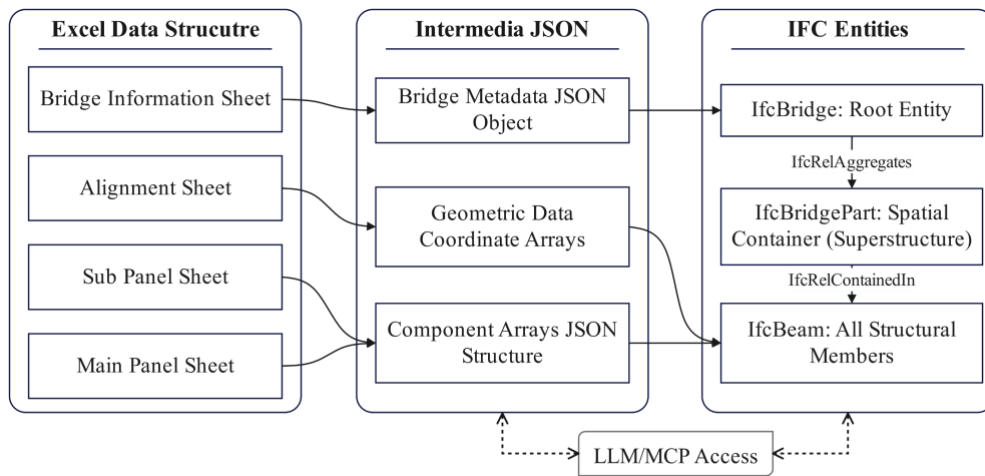 Excel Data Strucutre
Bridge Information Sheet
Alignment Sheet
Sub Panel Sheet
Main Panel Sheet
Intermedia JSON
Bridge Metadata JSON
Object
Geometric Data
Coordinate Arrays
Component Arrays JSON
Structure
IFC Entities
IfcBridge: Root Entity
IfcRelAggregates
IfcBridgePart: Spatial
Container (Superstructure)
IfcRelContainedIn
IfcBeam: All Structural
Members
LLM/MCP Access